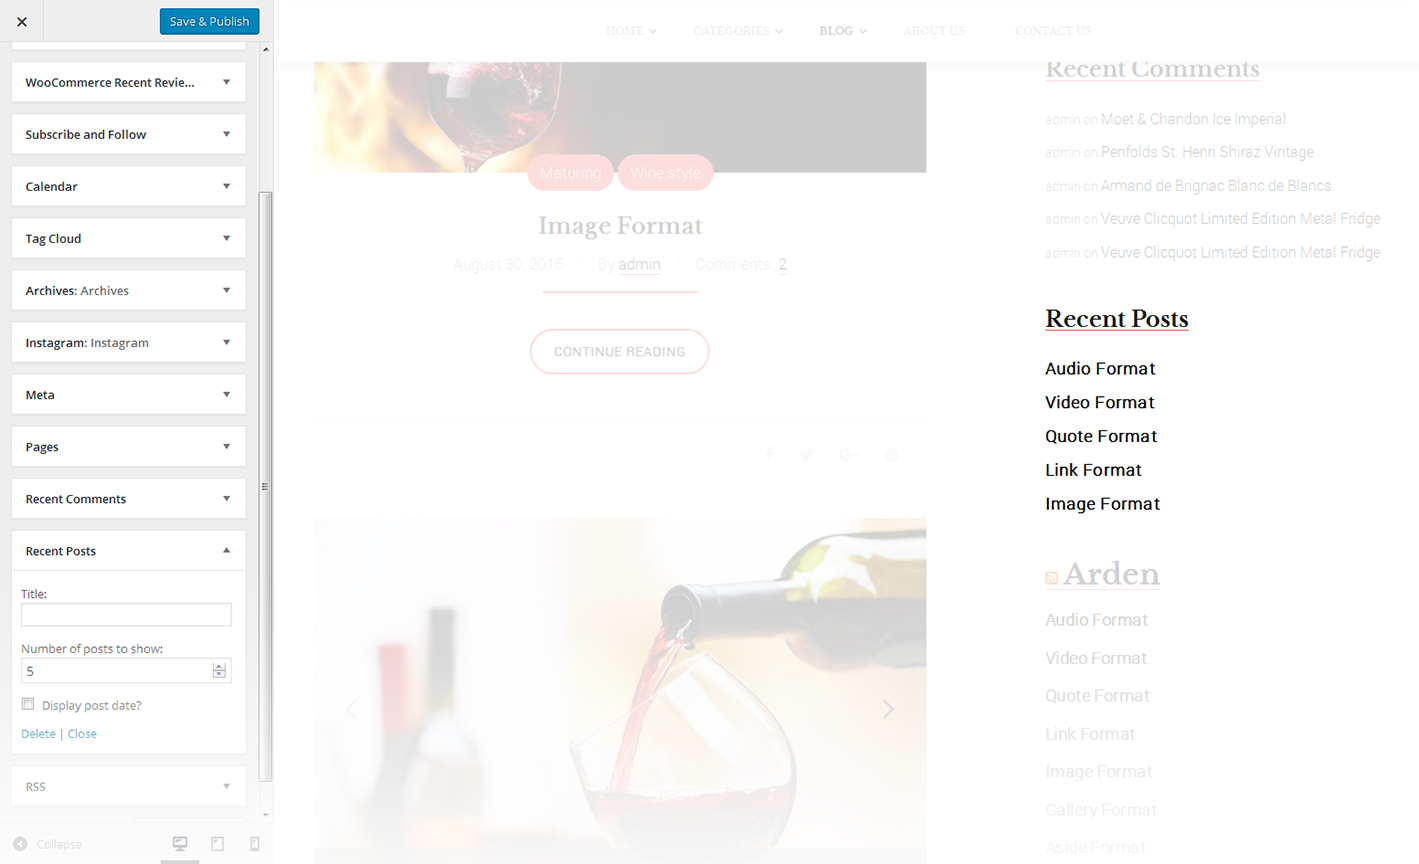 Save & Publish
WooCommerce Recent Revie...
Subscribe and Follow
Calendar
Tag Cloud
Archives: Archives
Instagram: Instagram
Meta
Pages
Recent Comments
Recent Posts
Title:
Number of posts to show:
5
Display post date?
Delete | Close
RSS
Collapse
HOME CATEGORIES BLOG ABOUT US CONTACT US
Maturing Wine style
Image Format
August 30, 2016 By admin Comments 2
CONTINUE READING
Recent Comments
admin on Moet & Chandon Ice Imperial
admin on Penfolds St. Henri Shiraz Vintage
admin on Armand de Brignac Blanc de Blancs
admin on Veuve Clicquot Limited Edition Metal Fridge
admin on Veuve Clicquot Limited Edition Metal Fridge
Recent Posts
Audio Format
Video Format
Quote Format
Link Format
Image Format
Arden
Audio Format
Video Format
Quote Format
Link Format
Image Format
Gallery Format
Aside Format